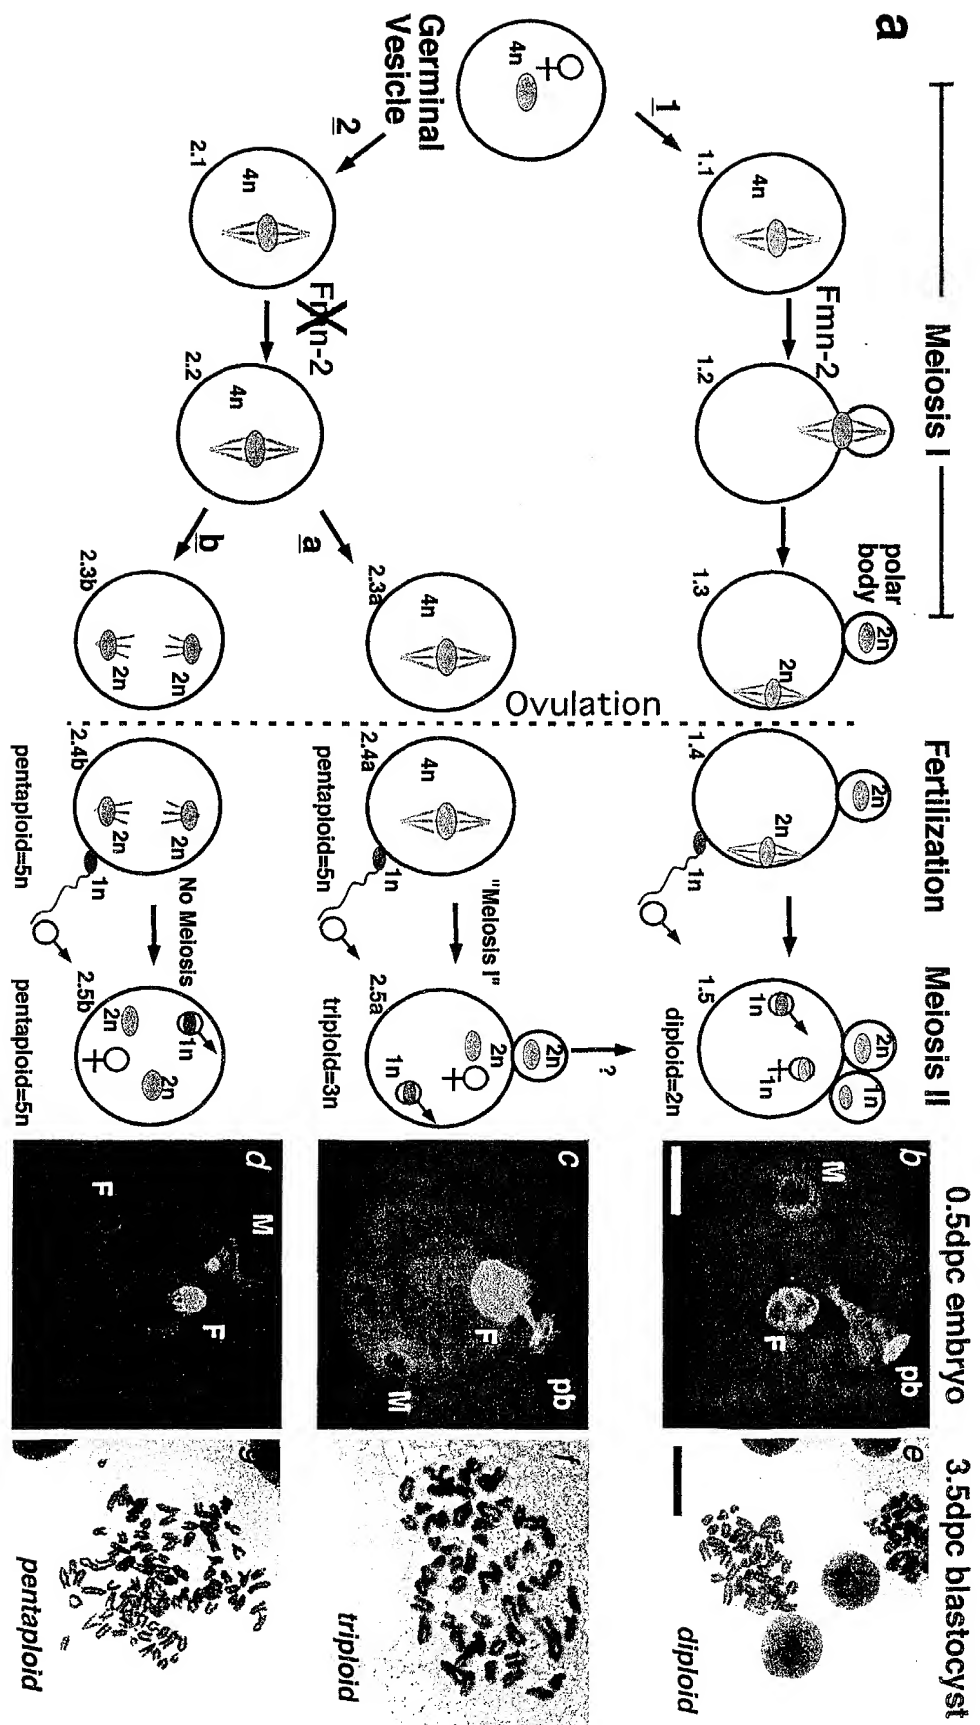 a
Meiosis I
Fertilization
Meiosis II
0.5dpc embryo
3.5dpc blastocyst
Germinal
Vesicle
4n
1
1.1
4n
Fmn-2
1.2
polar
body
2n
2n
1.3
1.4
2n
2n
1n
1.5
2n
1n
1n
1n
diploid=2n
b
M
F
pb
e
diploid
2
2.1
4n
Fmn-2
2.2
4n
a
2.3a
4n
Ovulation
2.4a
4n
1n
pentaploid=5n
"Meiosis I"
2.5a
2n
2n
1n
?
triploid=3n
c
F
M
pb
f
triploid
b
2.3b
2n
2n
2.4b
2n
2n
1n
pentaploid=5n
No Meiosis
2.5b
1n
2n
2n
pentaploid=5n
d
M
F
F
g
pentaploid